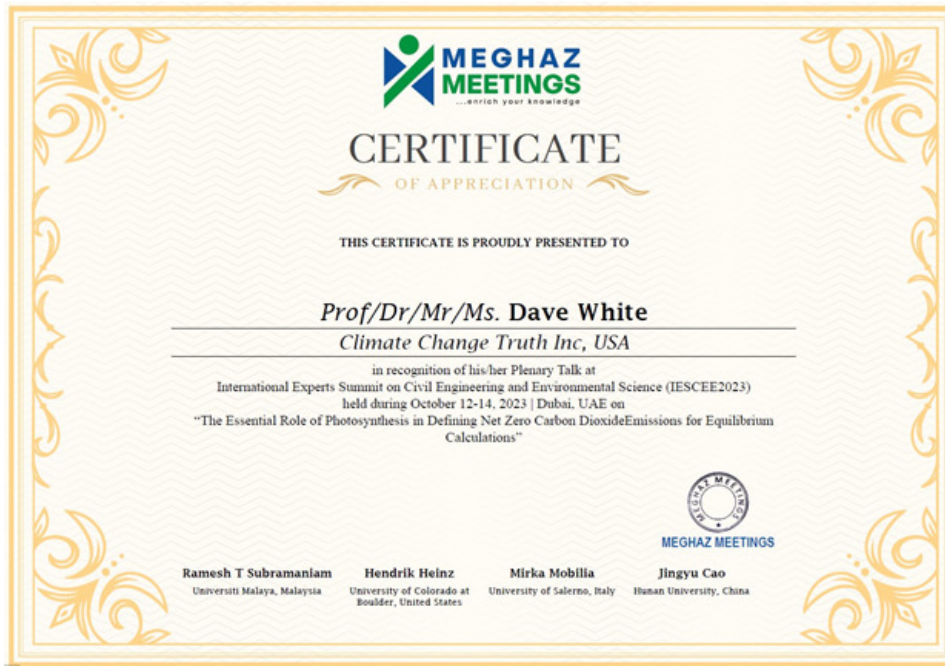 MEGHAZ
MEETINGS
...enrich your knowledge
CERTIFICATE
OF APPRECIATION
THIS CERTIFICATE IS PROUDLY PRESENTED TO
Prof/Dr/Mr/Ms. Dave White
Climate Change Truth Inc, USA
in recognition of his/her Plenary Talk at
International Experts Summit on Civil Engineering and Environmental Science (IESCEE2023)
held during October 12-14, 2023 | Dubai, UAE on
“The Essential Role of Photosynthesis in Defining Net Zero Carbon DioxideEmissions for Equilibrium
Calculations”
MEGHAZ MEETINGS
MEGHAZ MEETINGS
MEGHAZ MEETINGS
Ramesh T Subramaniam
Universiti Malaya, Malaysia
Hendrik Heinz
University of Colorado at
Boulder, United States
Mirka Mobilia
University of Salerno, Italy
Jingyu Cao
Hunan University, China